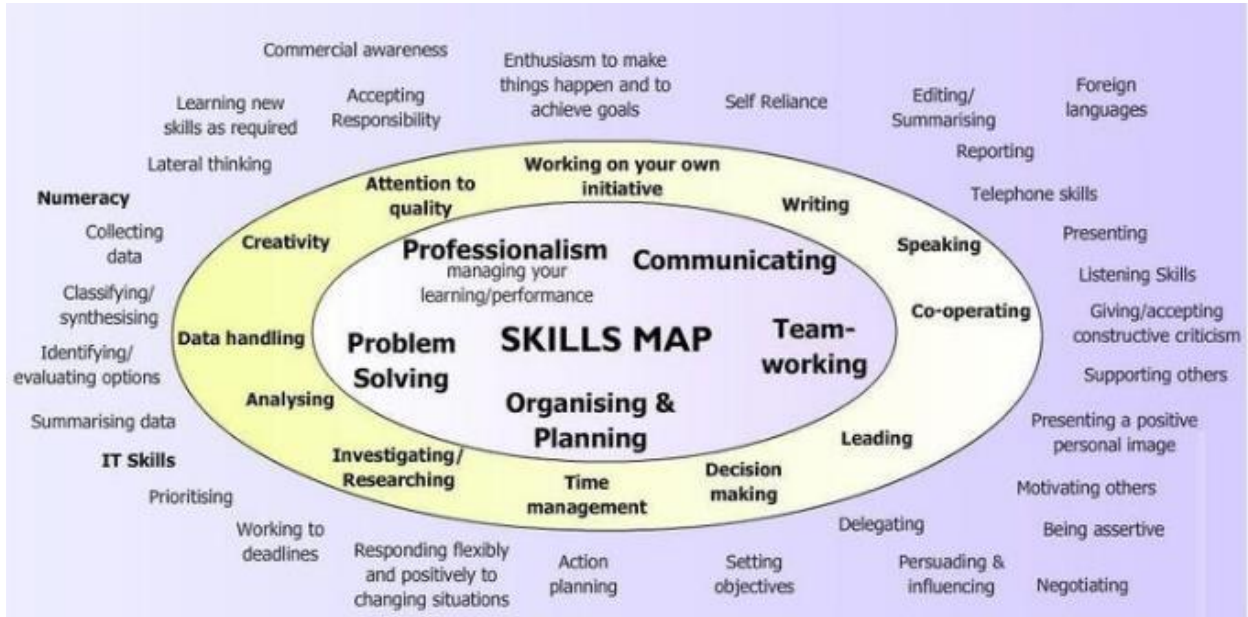 Commercial awareness
Enthusiasm to make
things happen and to
achieve goals
Learning new
skills as required
Accepting
Responsibility
Self Reliance
Editing/
Summarising
Foreign
languages
Lateral thinking
Reporting
Numeracy
Telephone skills
Collecting
data
Presenting
Classifying/
synthesising
Listening Skills
Identifying/
evaluating options
Giving/accepting
constructive criticism
Summarising data
Supporting others
IT Skills
Presenting a positive
personal image
Prioritising
Motivating others
Working to
deadlines
Delegating
Being assertive
Responding flexibly
and positively to
changing situations
Action
planning
Setting
objectives
Persuading &
influencing
Negotiating
Working on your own
initiative
Attention to
quality
Writing
Creativity
Speaking
Data handling
Co-operating
Analysing
Leading
Investigating/
Researching
Time
management
Decision
making
Professionalism
managing your
learning/performance
Communicating
Problem
Solving
SKILLS MAP
Team-
working
Organising &
Planning